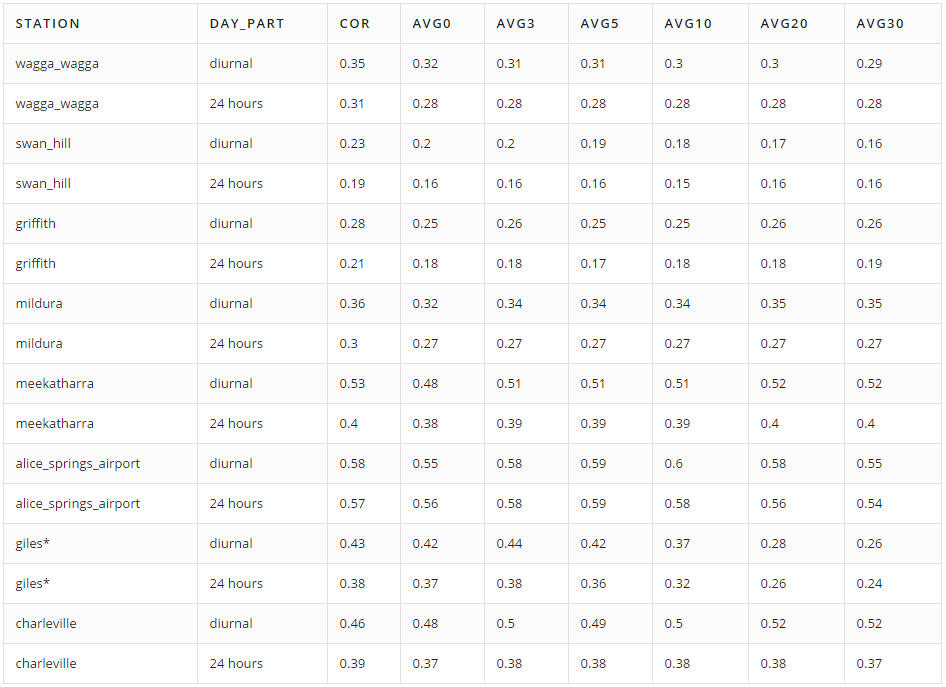 STATION DAY_PART COR AVG0 AVG3 AVG5 AVG10 AVG20 AVG30
wagga_wagga diurnal 0.35 0.32 0.31 0.31 0.3 0.3 0.29
wagga_wagga 24 hours 0.31 0.28 0.28 0.28 0.28 0.28 0.28
swan_hill diurnal 0.23 0.2 0.2 0.19 0.18 0.17 0.16
swan_hill 24 hours 0.19 0.16 0.16 0.16 0.15 0.16 0.16
griffith diurnal 0.28 0.25 0.26 0.25 0.25 0.26 0.26
griffith 24 hours 0.21 0.18 0.18 0.17 0.18 0.18 0.19
mildura diurnal 0.36 0.32 0.34 0.34 0.34 0.35 0.35
mildura 24 hours 0.3 0.27 0.27 0.27 0.27 0.27 0.27
meekatharra diurnal 0.53 0.48 0.51 0.51 0.51 0.52 0.52
meekatharra 24 hours 0.4 0.38 0.39 0.39 0.39 0.4 0.4
alice_springs_airport diurnal 0.58 0.55 0.58 0.59 0.6 0.58 0.55
alice_springs_airport 24 hours 0.57 0.56 0.58 0.59 0.58 0.56 0.54
giles* diurnal 0.43 0.42 0.44 0.42 0.37 0.28 0.26
giles* 24 hours 0.38 0.37 0.38 0.36 0.32 0.26 0.24
charleville diurnal 0.46 0.48 0.5 0.49 0.5 0.52 0.52
charleville 24 hours 0.39 0.37 0.38 0.38 0.38 0.38 0.37